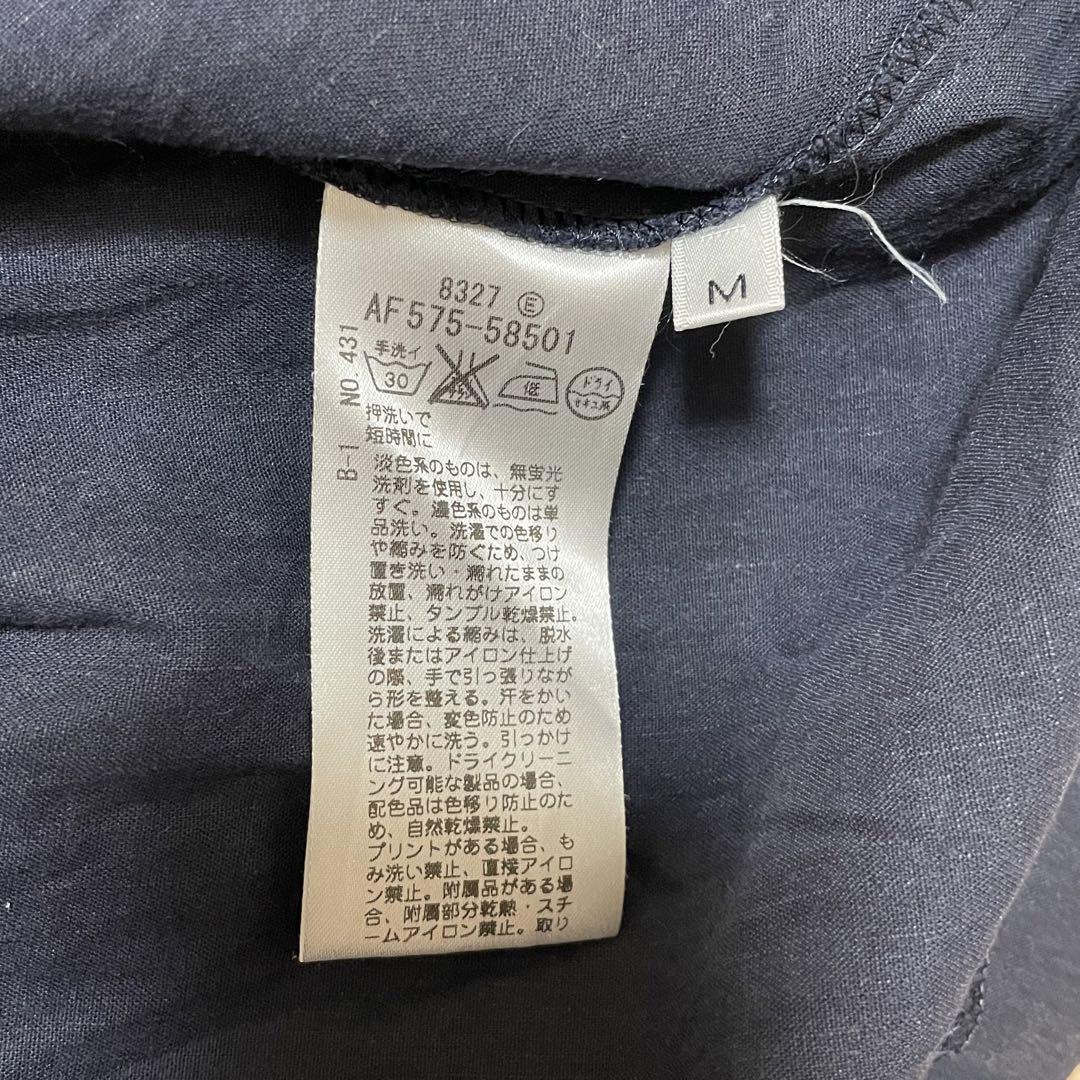 8327 Ⓔ
AF575-58501
M
B-1 NO. 431
手洗イ
30
低
ドライ
セキユ系
押洗いで
短時間に
淡色系のものは、無蛍光
洗剤を使用し、十分にす
すぐ。濃色系のものは単
品洗い。洗濯での色移り
や縮みを防ぐため、つけ
置き洗い・濡れたままの
放置、濡れがけアイロン
禁止、タンブル乾燥禁止。
洗濯による縮みは、脱水
後またはアイロン仕上げ
の際、手で引っ張りなが
ら形を整える。汗をかい
た場合、変色防止のため
速やかに洗う。引っかけ
に注意。ドライクリーニ
ング可能な製品の場合、
配色品は色移り防止のた
め、自然乾燥禁止。
プリントがある場合、も
み洗い禁止、直接アイロ
ン禁止。附属品がある場
合、附属部分乾熱・スチ
ームアイロン禁止。取り